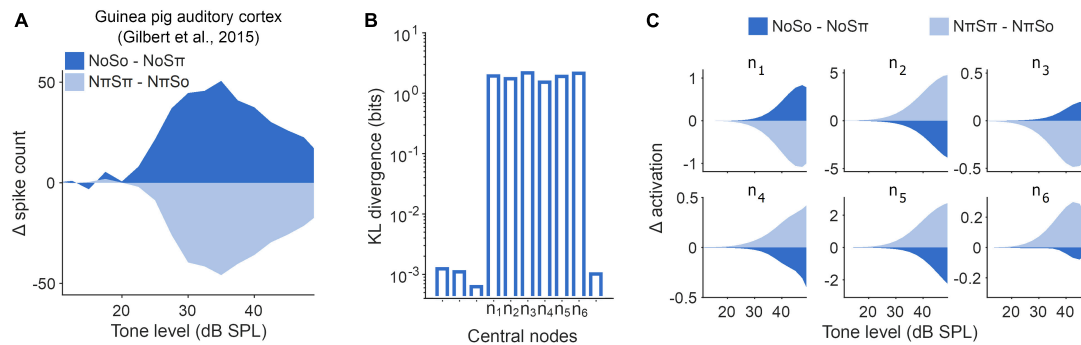 A
Guinea pig auditory cortex
(Gilbert et al., 2015)
NoSo - NoSπ
NπSπ - NπSo
50
0
-50
Δ spike count
20
40
Tone level (dB SPL)
B
10¹
10⁰
10⁻¹
10⁻²
10⁻³
KL divergence (bits)
n₁ n₂ n₃ n₄ n₅ n₆
Central nodes
C
NoSo - NoSπ
NπSπ - NπSo
Δ activation
n₁
1
0
-1
n₂
5
0
-5
n₃
0.5
0
-0.5
n₄
0.5
0
-0.5
10 20 30 40
n₅
2
0
-2
10 20 30 40
n₆
0.2
0
-0.2
10 20 30 40
Tone level (dB SPL)